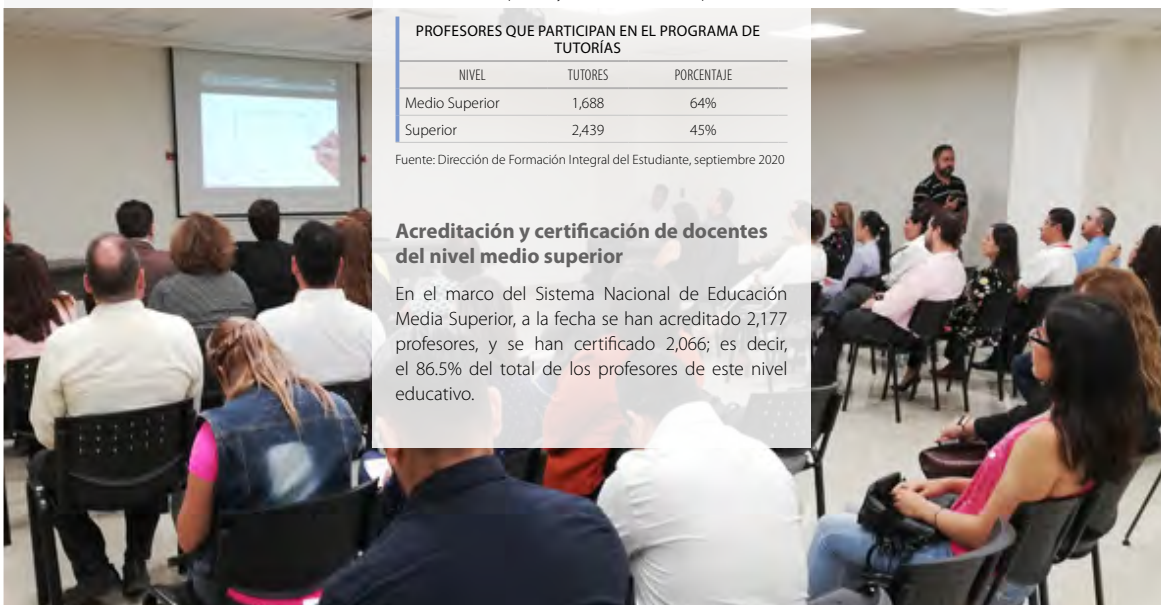 PROFESORES QUE PARTICIPAN EN EL PROGRAMA DE
TUTORÍAS
NIVEL TUTORES PORCENTAJE
Medio Superior 1,688 64%
Superior 2,439 45%
Fuente: Dirección de Formación Integral del Estudiante, septiembre 2020
Acreditación y certificación de docentes
del nivel medio superior
En el marco del Sistema Nacional de Educación
Media Superior, a la fecha se han acreditado 2,177
profesores, y se han certificado 2,066; es decir,
el 86.5% del total de los profesores de este nivel
educativo.